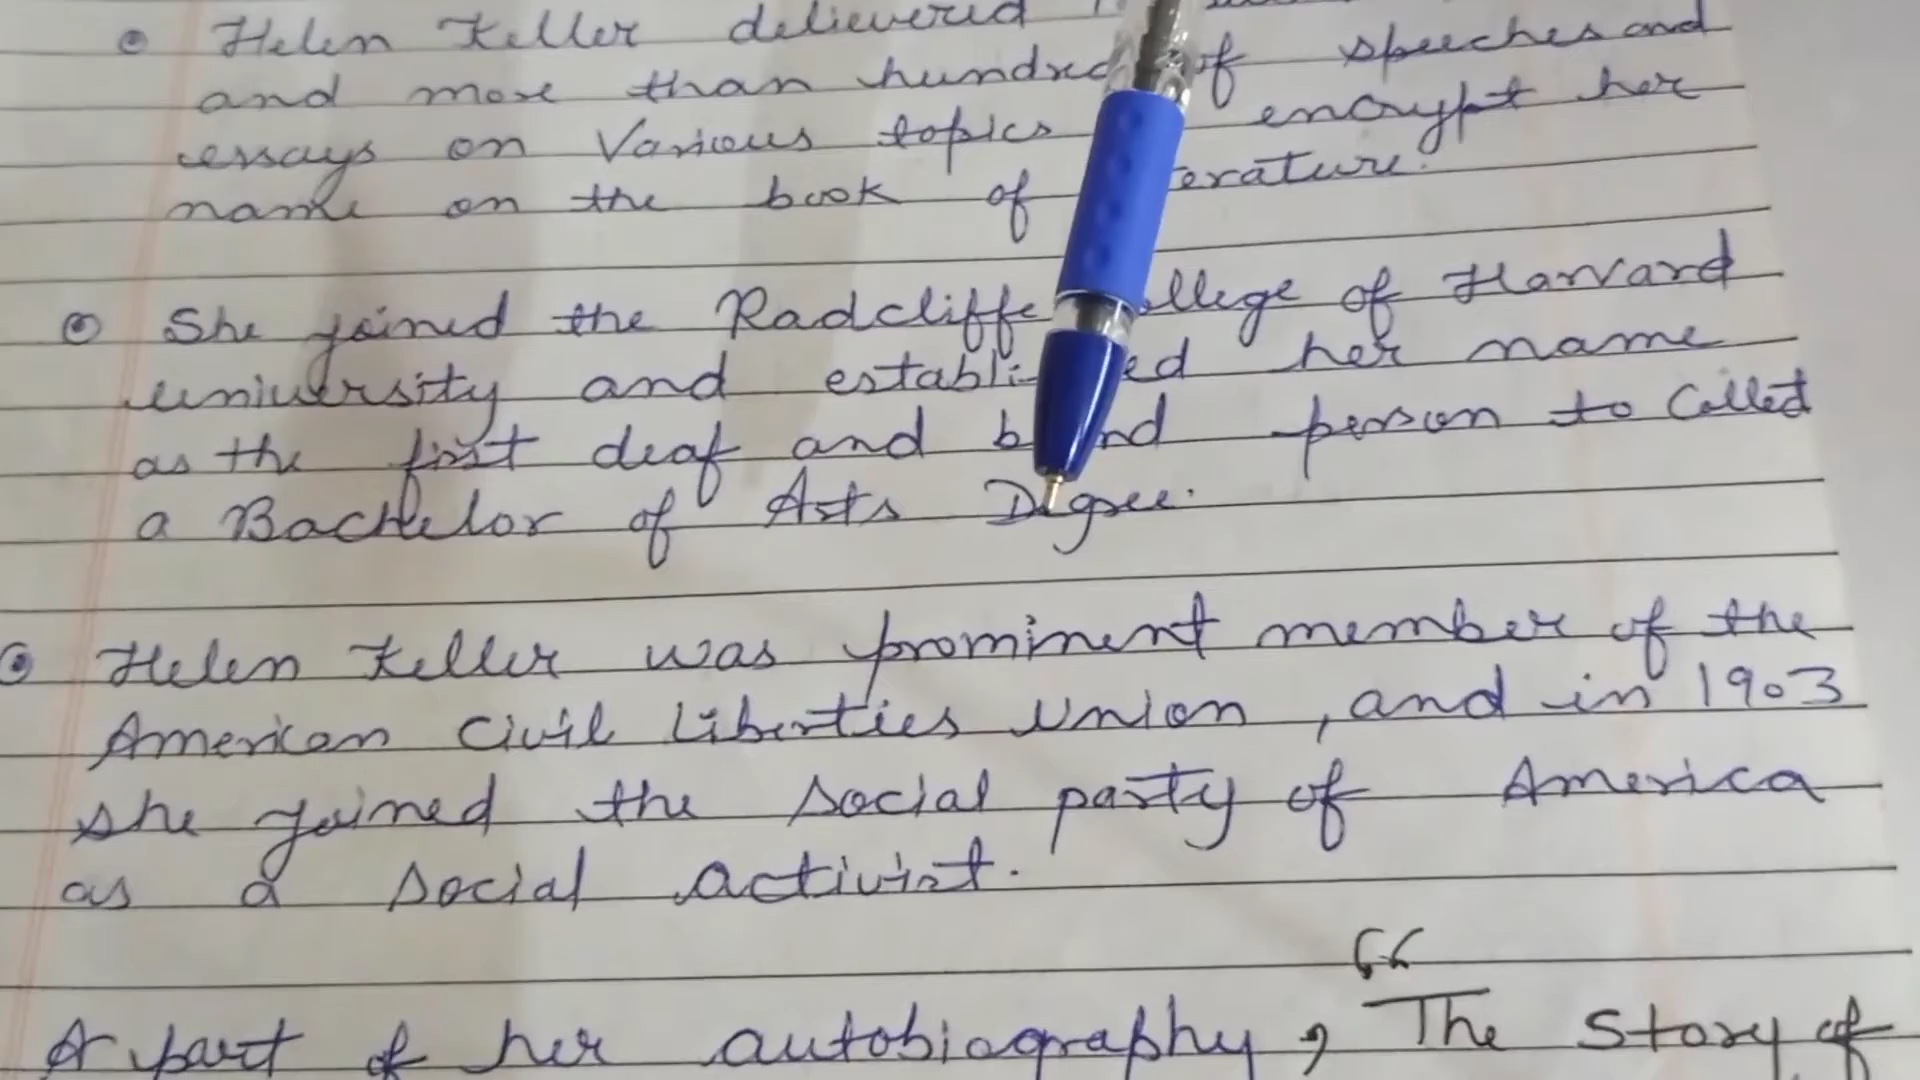 Helen Keller delievered
and more than hundred of speeches and
essays on Various topics encrypt her
name on the book of erature.
She joined the Radcliffe ollege of Harvard
university and establi ed her name
as the first deaf and b nd person to Called
a Bachelor of Arts Degree.
Helen Keller was prominent member of the
American Civil Liberties Union, and in 1903
she joined the social party of America
as a social activist.
A part of her autobiography, "The Story of